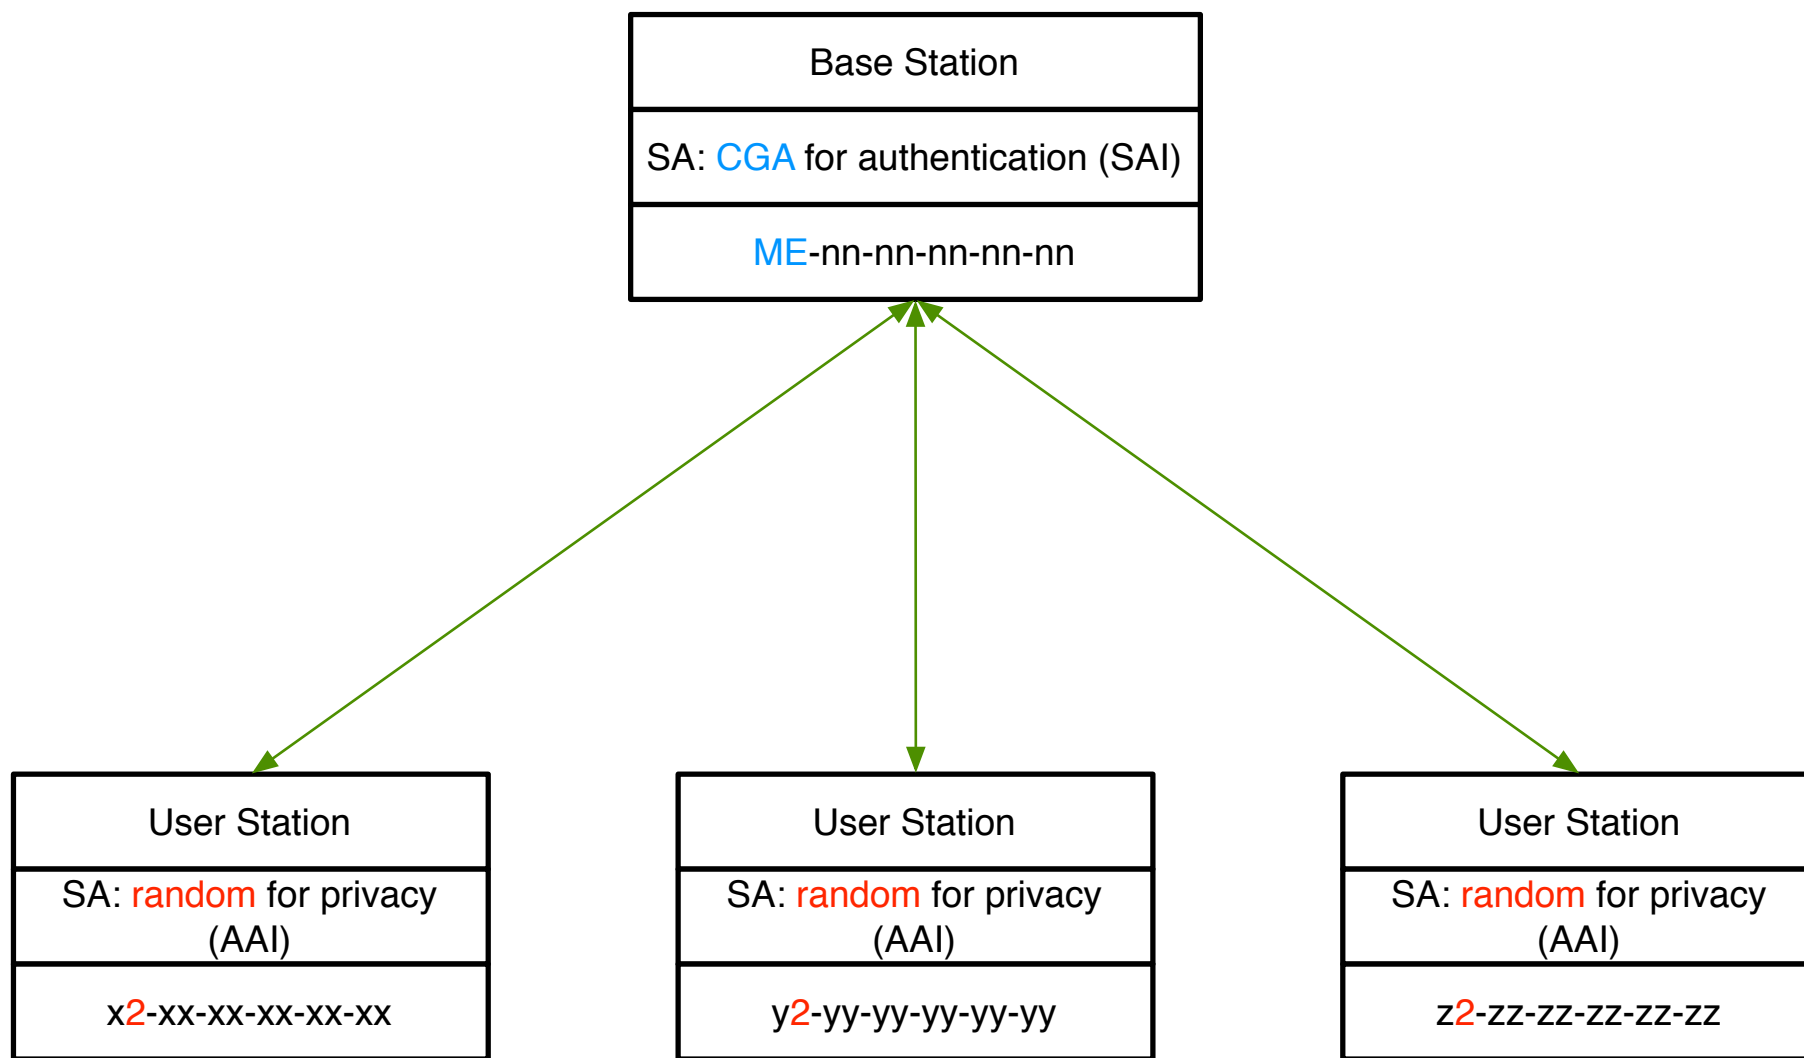 Base Station
SA: CGA for authentication (SAI)
ME-nn-nn-nn-nn-nn
User Station
SA: random for privacy
(AAI)
x2-xx-xx-xx-xx-xx
User Station
SA: random for privacy
(AAI)
y2-yy-yy-yy-yy-yy
User Station
SA: random for privacy
(AAI)
z2-zz-zz-zz-zz-zz